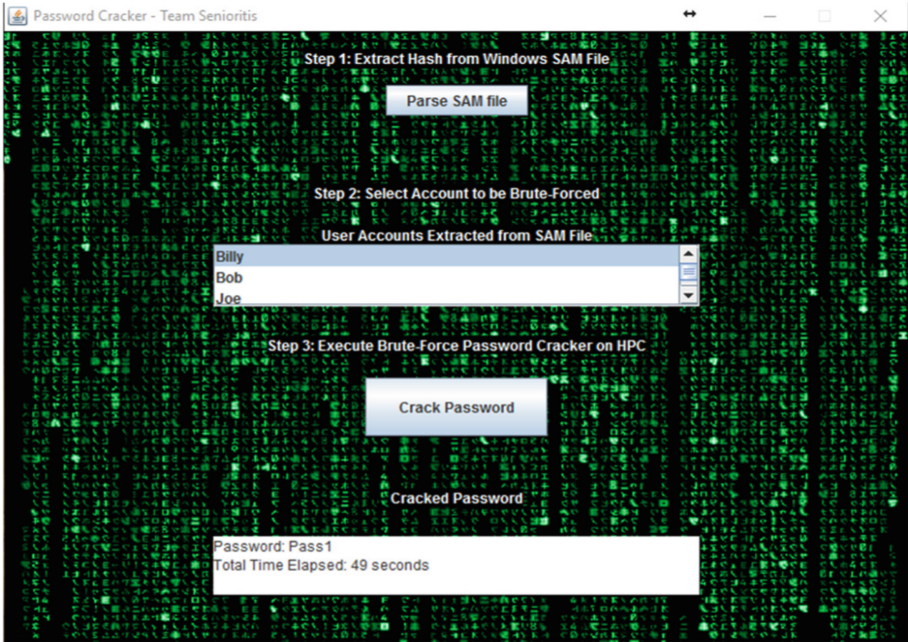 Password Cracker - Team Senioritis
Step 1: Extract Hash from Windows SAM File
Parse SAM file
Step 2: Select Account to be Brute-Forced
User Accounts Extracted from SAM File
Billy
Bob
Joe
Step 3: Execute Brute-Force Password Cracker on HPC
Crack Password
Cracked Password
Password: Pass1
Total Time Elapsed: 49 seconds